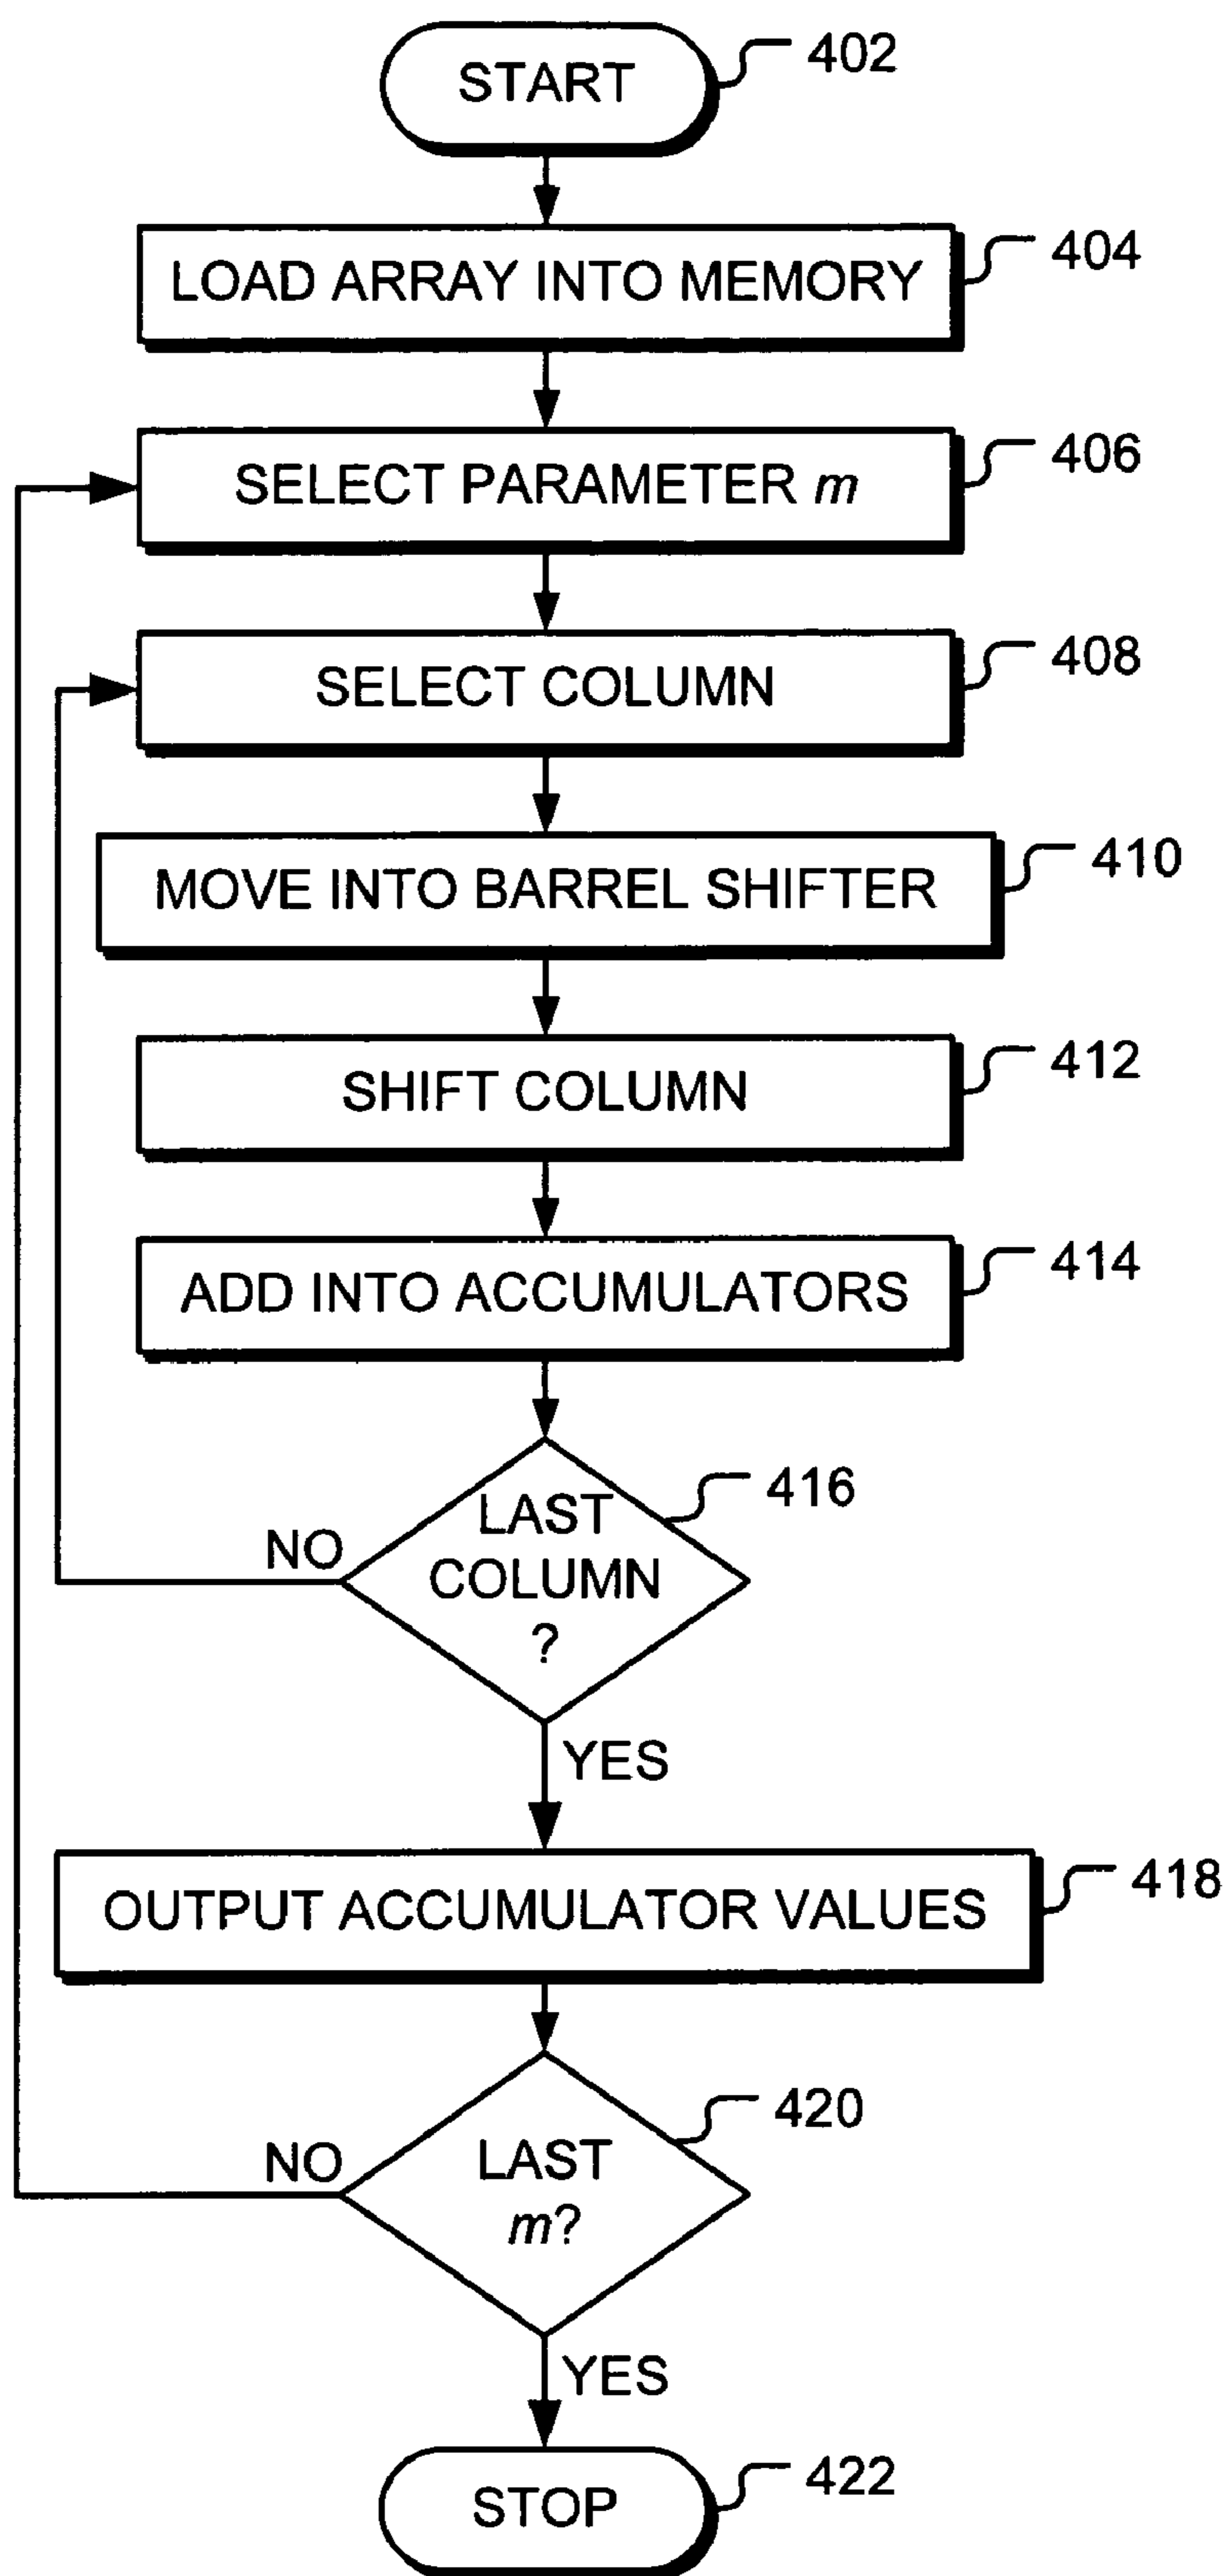 START
402
LOAD ARRAY INTO MEMORY
404
SELECT PARAMETER m
406
SELECT COLUMN
408
MOVE INTO BARREL SHIFTER
410
SHIFT COLUMN
412
ADD INTO ACCUMULATORS
414
LAST
COLUMN
?
416
NO
YES
OUTPUT ACCUMULATOR VALUES
418
LAST
m?
420
NO
YES
STOP
422